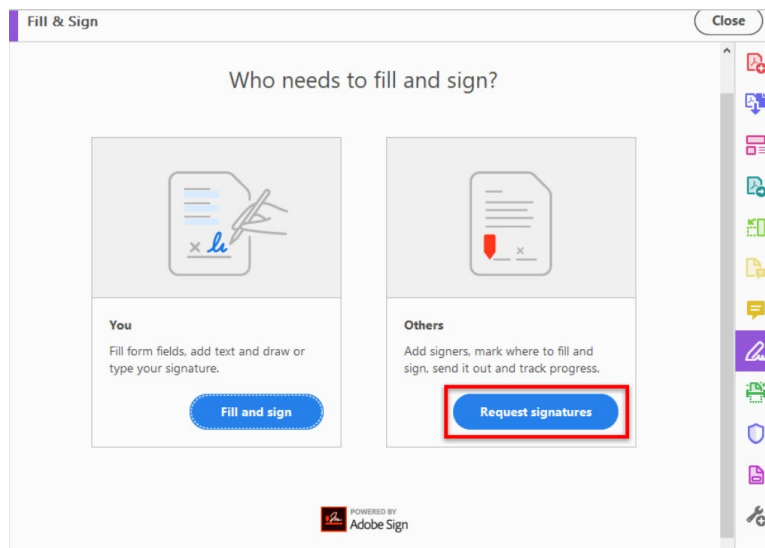 Fill & Sign
Close
Who needs to fill and sign?
You
Fill form fields, add text and draw or
type your signature.
Fill and sign
Others
Add signers, mark where to fill and
sign, send it out and track progress.
Request signatures
POWERED BY
Adobe Sign